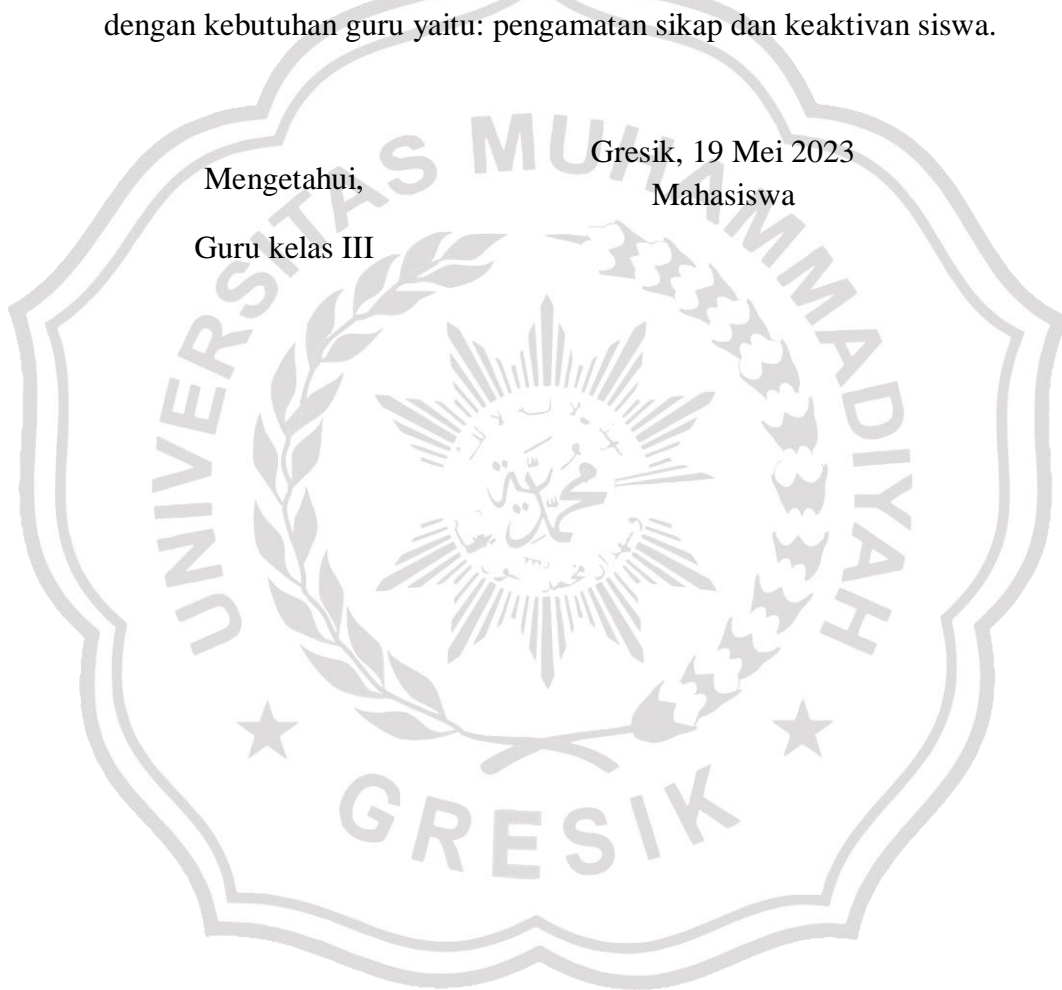 dengan kebutuhan guru yaitu: pengamatan sikap dan keaktivan siswa.
Gresik, 19 Mei 2023
Mengetahui,
Mahasiswa
Guru kelas III
UNIVERSITAS MUHAMMADIYAH
GRESIK